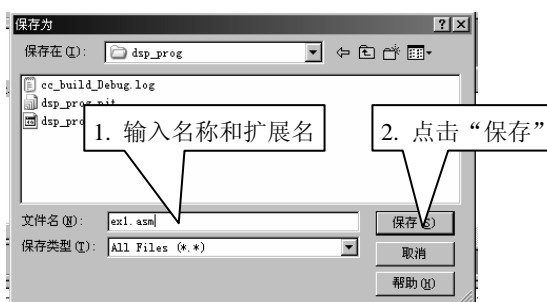 保存为
保存在(I): dsp_prog
cc_build_Debug.log
dsp_prog.pjt
dsp_pro
1. 输入名称和扩展名
2. 点击“保存”
文件名(N): ex1.asm 保存(S)
保存类型(T): All Files (*.*) 取消
帮助(H)